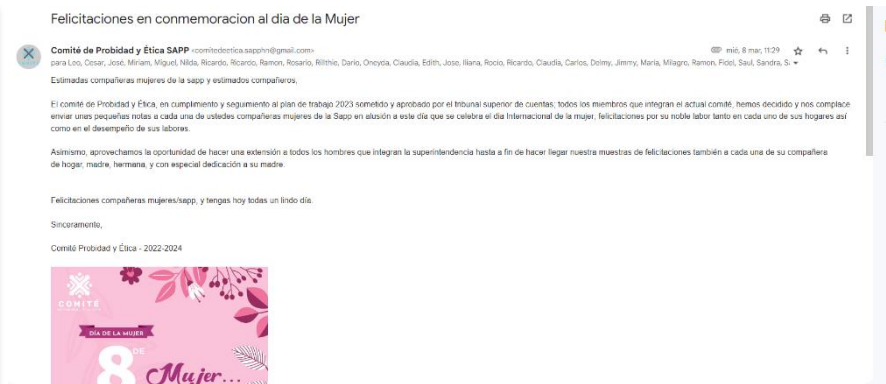 Felicitaciones en conmemoracion al dia de la Mujer
Comité de Probidad y Ética SAPP <comitedeetica.sapphn@gmail.com>
mié, 8 mar, 11:29
para Leo, Cesar, José, Miriam, Miguel, Nilda, Ricardo, Ricardo, Ramon, Rosario, Rilithie, Dario, Oneyda, Claudia, Edith, Jose, Iliana, Rocio, Ricardo, Claudia, Carlos, Delmy, Jimmy, Maria, Milagro, Ramon, Fidel, Saul, Sandra, S.
Estimadas compañeras mujeres de la sapp y estimados compañeros,
El comité de Probidad y Ética, en cumplimiento y seguimiento al plan de trabajo 2023 sometido y aprobado por el tribunal superior de cuentas; todos los miembros que integran el actual comité, hemos decidido y nos complace
enviar unas pequeñas notas a cada una de ustedes compañeras mujeres de la Sapp en alusión a este día que se celebra el dia Internacional de la mujer, felicitaciones por su noble labor tanto en cada uno de sus hogares así
como en el desempeño de sus labores.
Asimismo, aprovechamos la oportunidad de hacer una extensión a todos los hombres que integran la superintendencia hasta a fin de hacer llegar nuestra muestras de felicitaciones también a cada una de su compañera
de hogar, madre, hermana, y con especial dedicación a su madre.
Felicitaciones compañeras mujeres/sapp, y tengas hoy todas un lindo día.
Sinceramente,
Comité Probidad y Ética - 2022-2024
COMITÉ
DÍA DE LA MUJER
8 DE
Mujer...